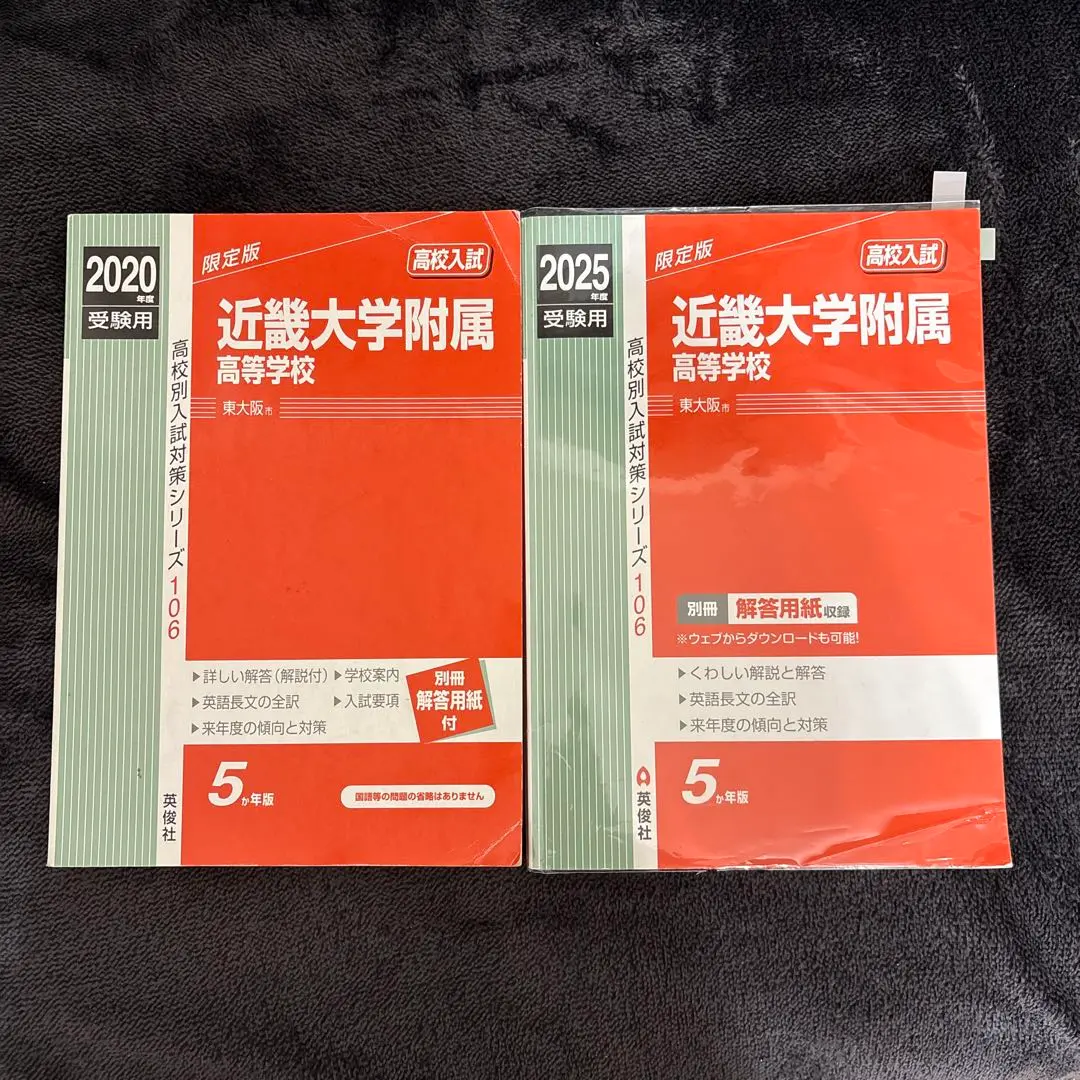 2020
年度
受験用
限定版
高校入試
近畿大学附属
高等学校
東大阪市
高校別入試対策シリーズ106
▶詳しい解答(解説付)▶学校案内
▶英語長文の全訳 ▶入試要項
▶来年度の傾向と対策
別冊
解答用紙
付
5か年版
国語等の問題の省略はありません
英俊社
2025
年度
受験用
限定版
高校入試
近畿大学附属
高等学校
東大阪市
高校別入試対策シリーズ106
別冊 解答用紙収録
※ウェブからダウンロードも可能!
▶くわしい解説と解答
▶英語長文の全訳
▶来年度の傾向と対策
5か年版
英俊社